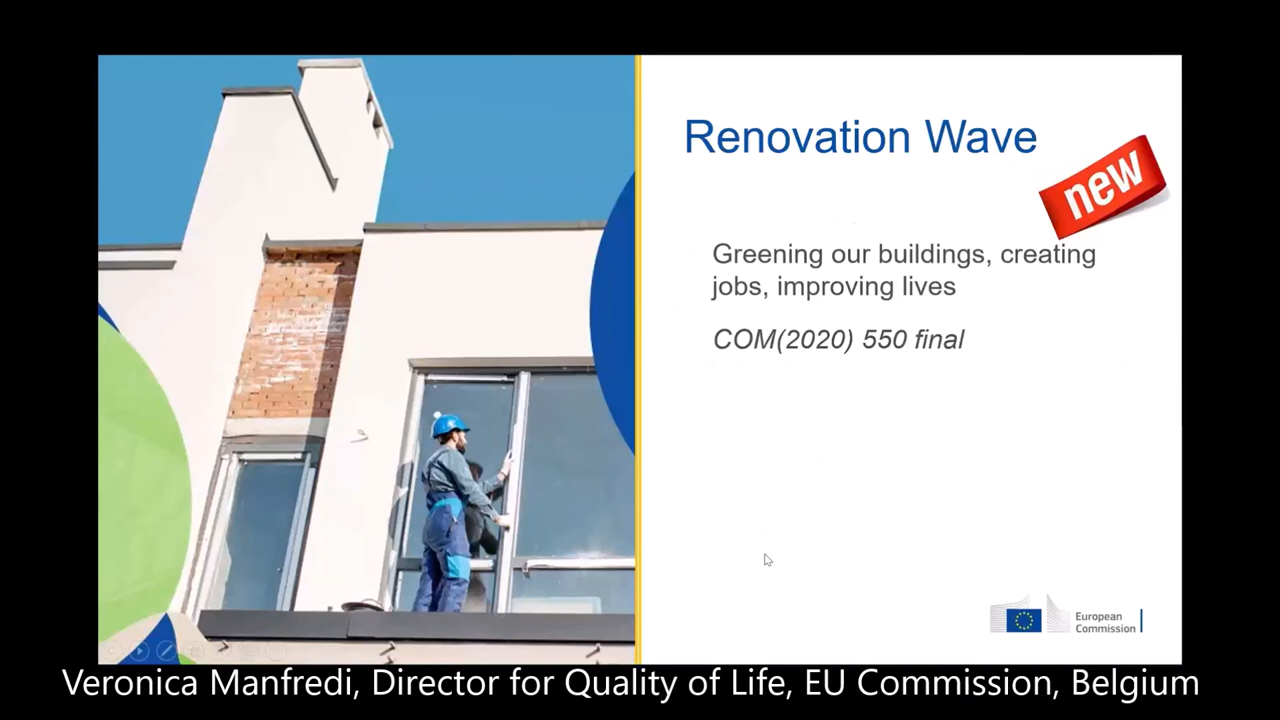 Renovation Wave
new
Greening our buildings, creating
jobs, improving lives
COM(2020) 550 final
European
Commission
Veronica Manfredi, Director for Quality of Life, EU Commission, Belgium